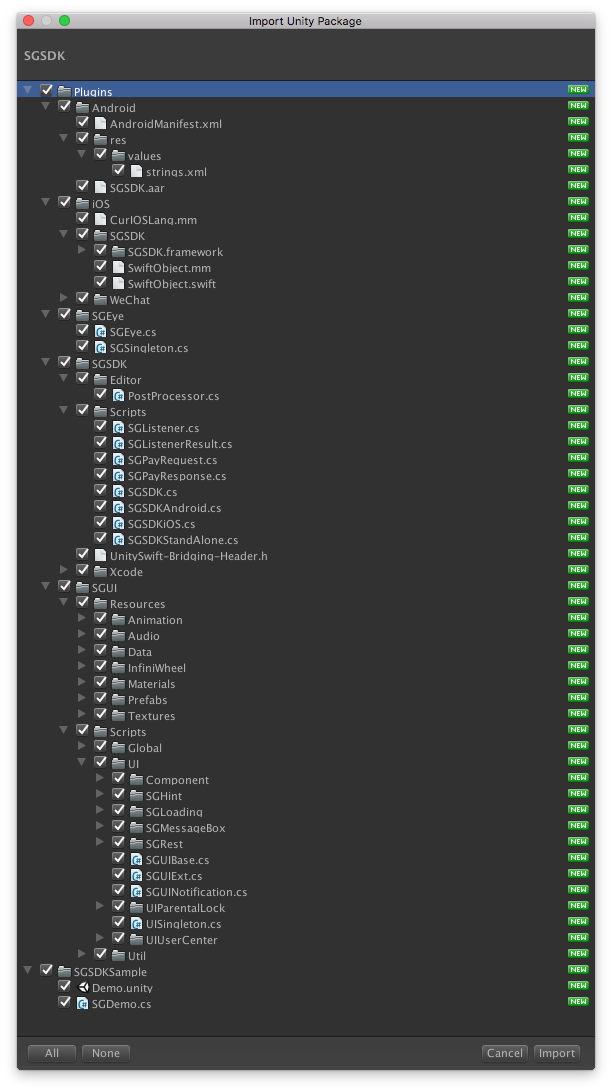 Import Unity Package
SGSDK
Plugins NEW
Android NEW
AndroidManifest.xml NEW
res NEW
values NEW
strings.xml NEW
SGSDK.aar NEW
iOS NEW
CurIOSLang.mm NEW
SGSDK NEW
SGSDK.framework NEW
SwiftObject.mm NEW
SwiftObject.swift NEW
WeChat NEW
SGEye NEW
SGEye.cs NEW
SGSingleton.cs NEW
SGSDK NEW
Editor NEW
PostProcessor.cs NEW
Scripts NEW
SGListener.cs NEW
SGListenerResult.cs NEW
SGPayRequest.cs NEW
SGPayResponse.cs NEW
SGSDK.cs NEW
SGSDKAndroid.cs NEW
SGSDKiOS.cs NEW
SGSDKStandAlone.cs NEW
UnitySwift-Bridging-Header.h NEW
Xcode NEW
SGUI NEW
Resources NEW
Animation NEW
Audio NEW
Data NEW
InfiniWheel NEW
Materials NEW
Prefabs NEW
Textures NEW
Scripts NEW
Global NEW
UI NEW
Component NEW
SGHint NEW
SGLoading NEW
SGMessageBox NEW
SGRest NEW
SGUIBase.cs NEW
SGUIExt.cs NEW
SGUINotification.cs NEW
UIParentalLock NEW
UISingleton.cs NEW
UIUserCenter NEW
Util NEW
SGSDKSample NEW
Demo.unity NEW
SGDemo.cs NEW
All None Cancel Import